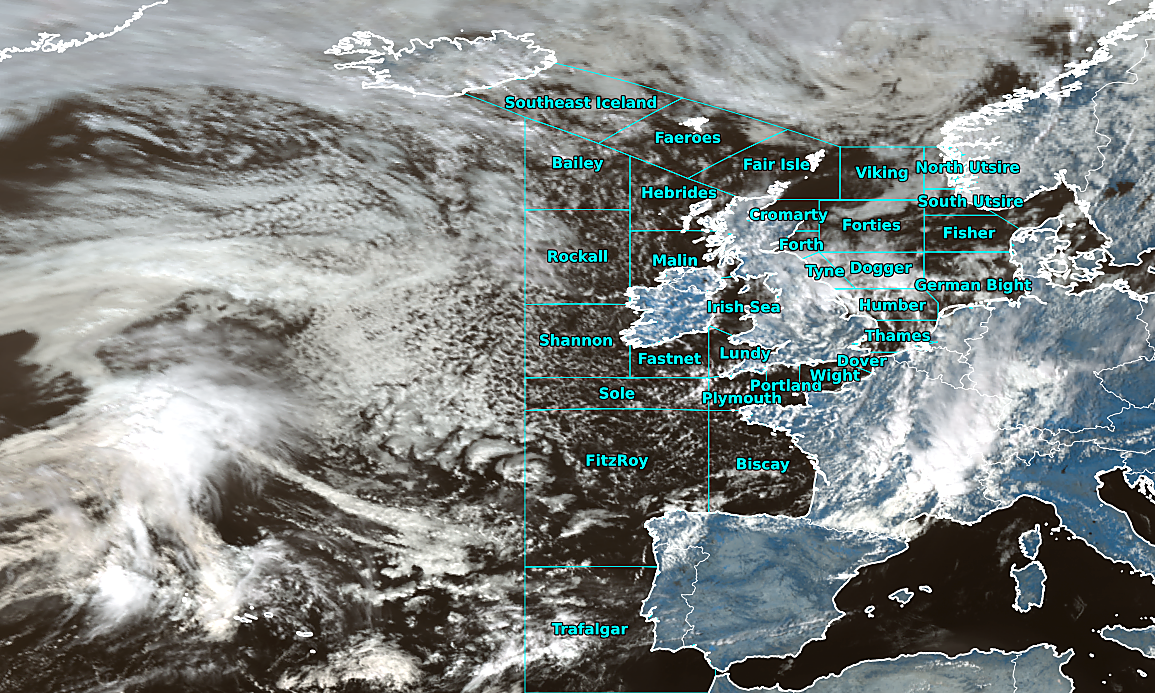 Southeast Iceland
Faeroes
Bailey
Fair Isle
North Utsire
Viking
Hebrides
South Utsire
Cromarty
Forties
Fisher
Forth
Rockall
Malin
Tyne
Dogger
German Bight
Irish Sea
Humber
Thames
Shannon
Fastnet
Lundy
Dover
Wight
Portland
Sole
Plymouth
FitzRoy
Biscay
Trafalgar